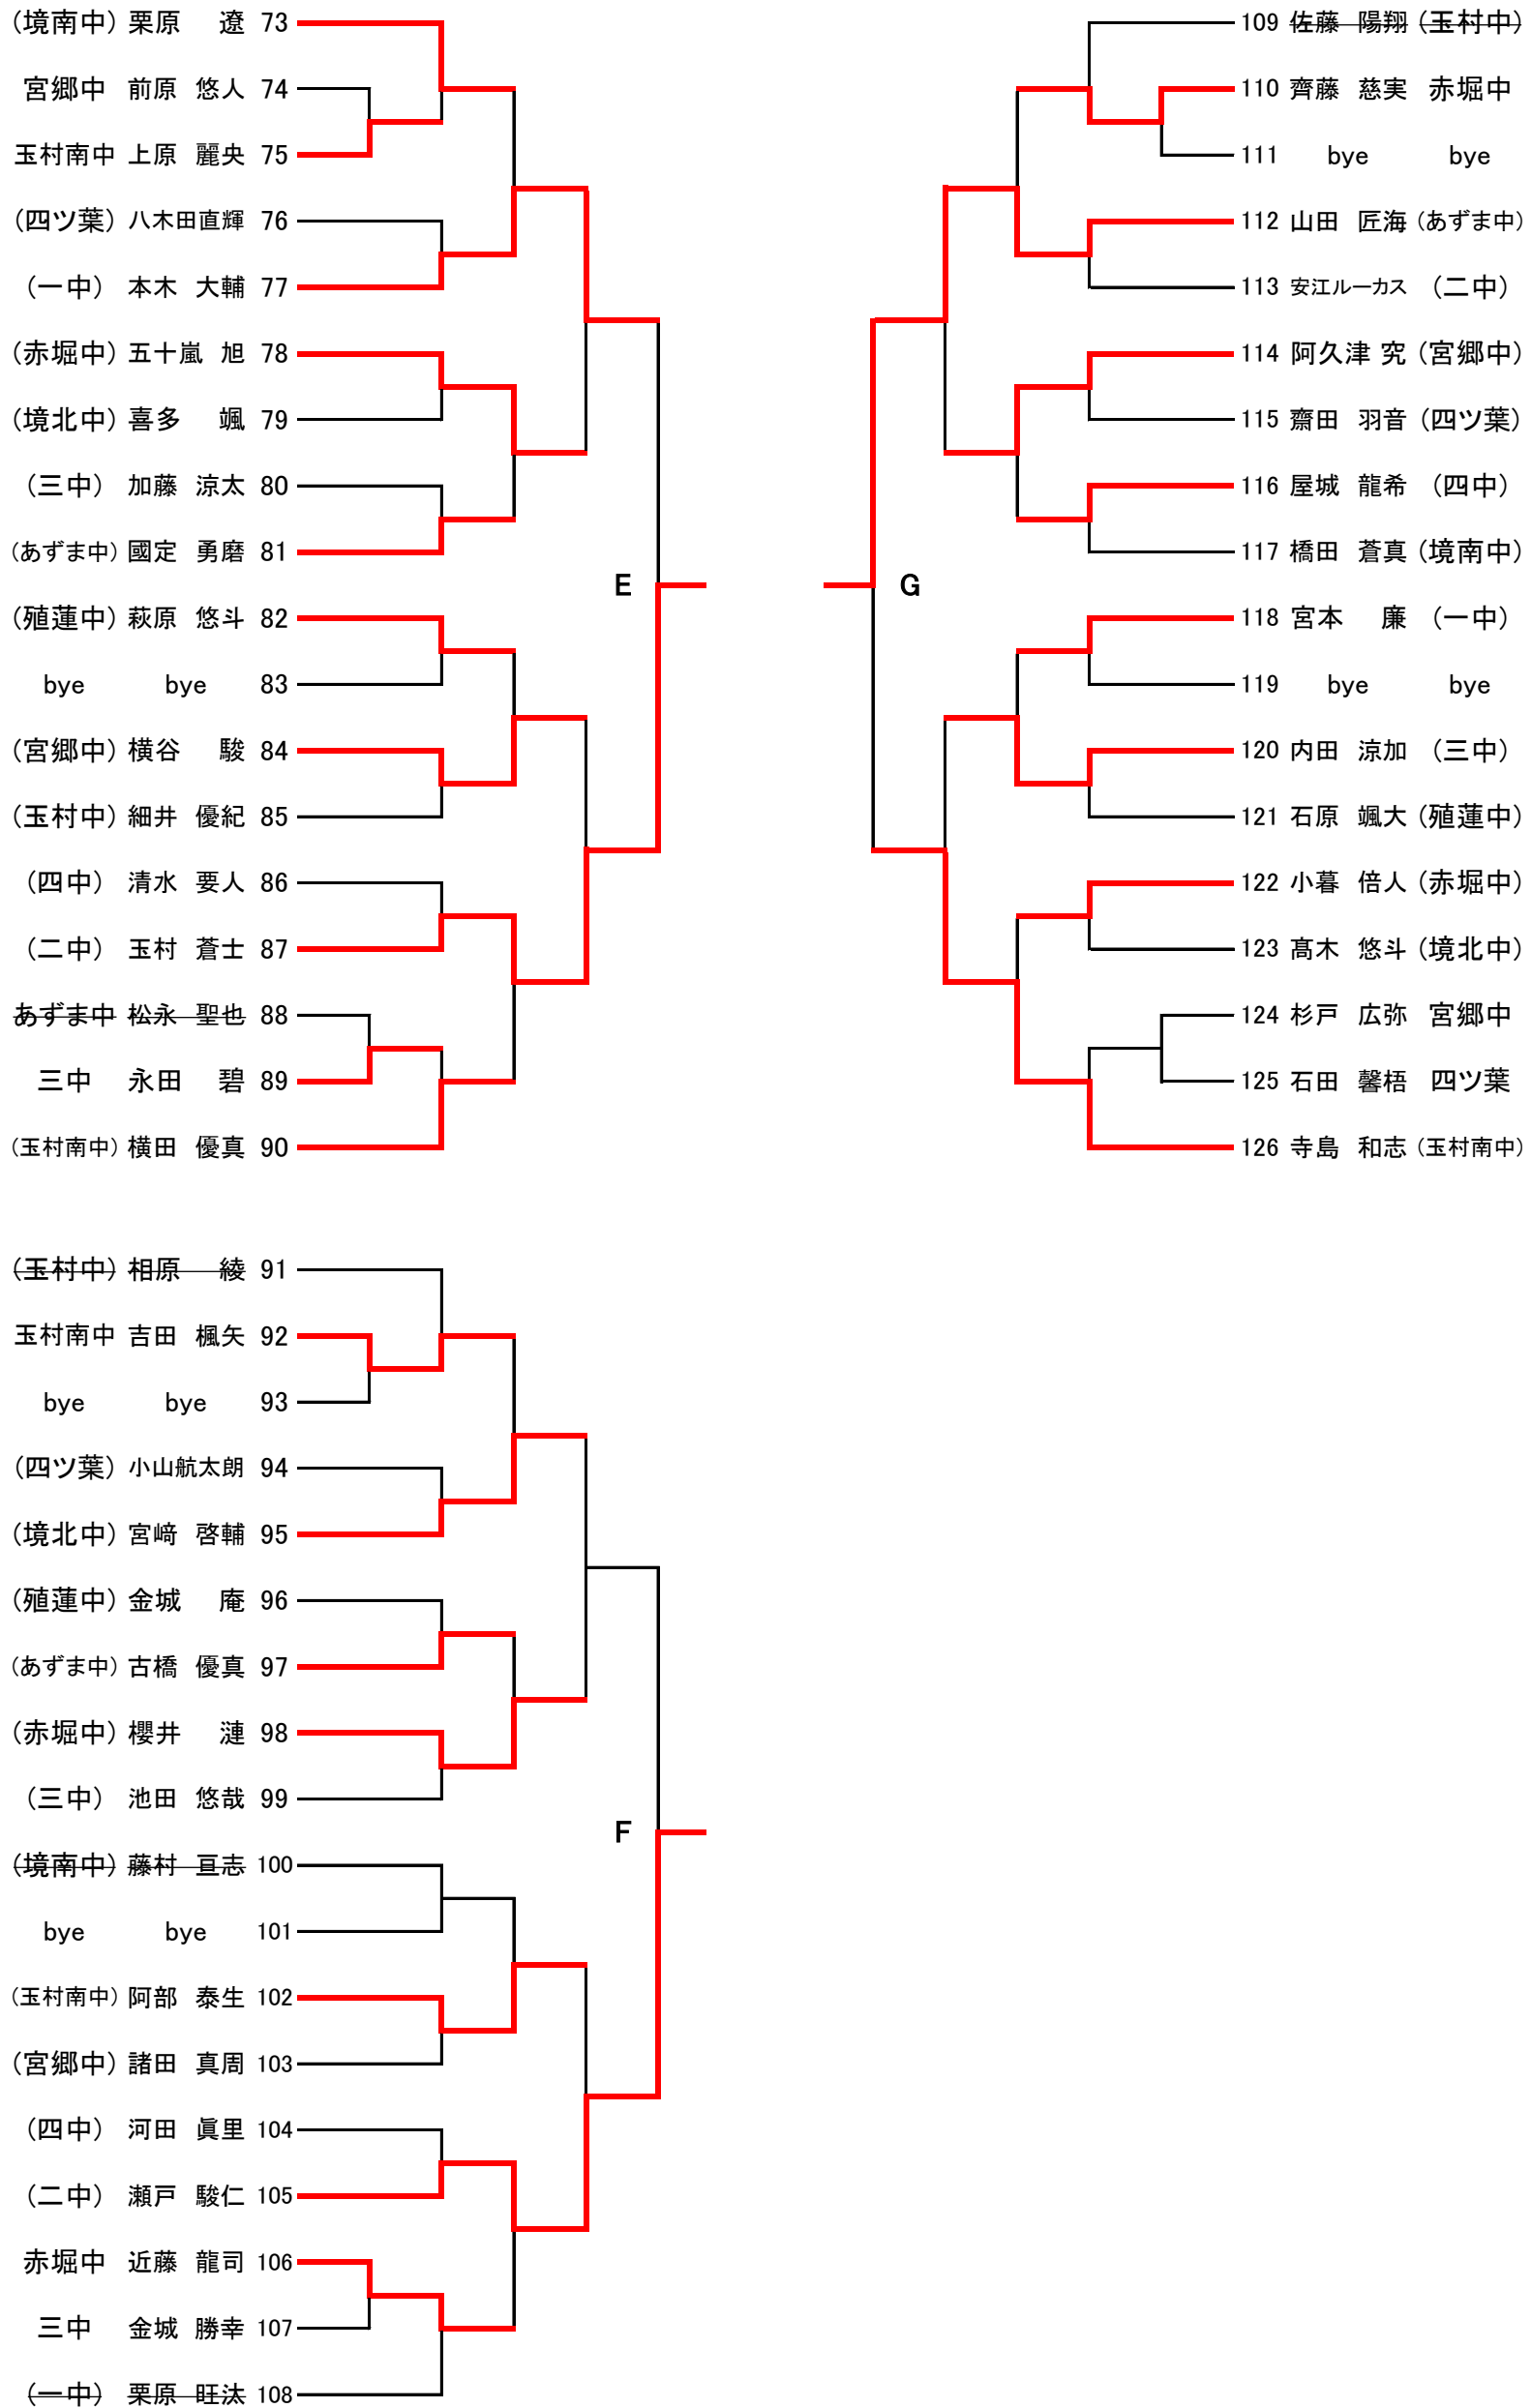 (境南中) 栗原 遼 73
宮郷中 前原 悠人 74
玉村南中 上原 麗央 75
(四ツ葉) 八木田直輝 76
(一中) 本木 大輔 77
(赤堀中) 五十嵐 旭 78
(境北中) 喜多 颯 79
(三中) 加藤 涼太 80
(あずま中) 國定 勇磨 81
E
(殖蓮中) 萩原 悠斗 82
bye bye 83
(宮郷中) 横谷 駿 84
(玉村中) 細井 優紀 85
(四中) 清水 要人 86
(二中) 玉村 蒼士 87
あずま中 松永 聖也 88
三中 永田 碧 89
(玉村南中) 横田 優真 90
(玉村中) 相原 綾 91
玉村南中 吉田 楓矢 92
bye bye 93
(四ツ葉) 小山航太朗 94
(境北中) 宮﨑 啓輔 95
(殖蓮中) 金城 庵 96
(あずま中) 古橋 優真 97
(赤堀中) 櫻井 漣 98
(三中) 池田 悠哉 99
F
(境南中) 藤村 亘志 100
bye bye 101
(玉村南中) 阿部 泰生 102
(宮郷中) 諸田 真周 103
(四中) 河田 眞里 104
(二中) 瀬戸 駿仁 105
赤堀中 近藤 龍司 106
三中 金城 勝幸 107
(一中) 栗原 旺汰 108
109 佐藤 陽翔 (玉村中)
110 齊藤 慈実 赤堀中
111 bye bye
112 山田 匠海 (あずま中)
113 安江ルーカス (二中)
114 阿久津 究 (宮郷中)
115 齋田 羽音 (四ツ葉)
116 屋城 龍希 (四中)
117 橋田 蒼真 (境南中)
G
118 宮本 廉 (一中)
119 bye bye
120 内田 涼加 (三中)
121 石原 颯大 (殖蓮中)
122 小暮 倍人 (赤堀中)
123 髙木 悠斗 (境北中)
124 杉戸 広弥 宮郷中
125 石田 馨梧 四ツ葉
126 寺島 和志 (玉村南中)